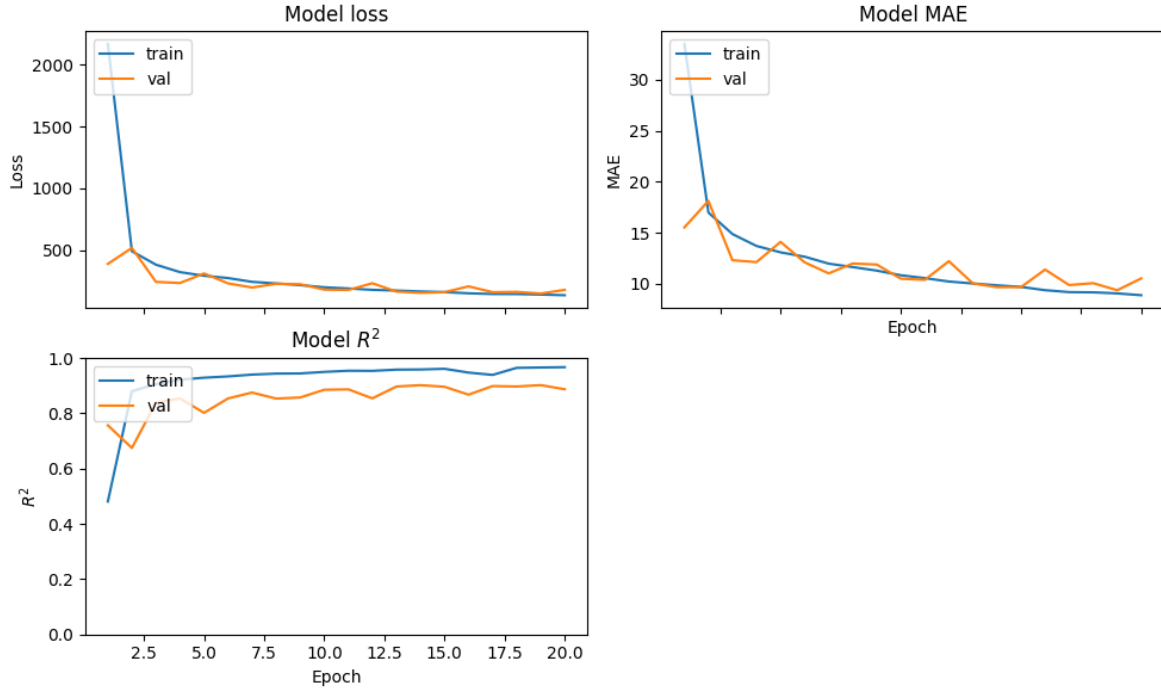 Model loss
train
val
2000
1500
1000
500
Loss
Model MAE
train
val
30
25
20
15
10
MAE
Epoch
Model $R^2$
train
val
1.0
0.8
0.6
0.4
0.2
0.0
$R^2$
2.5 5.0 7.5 10.0 12.5 15.0 17.5 20.0
Epoch